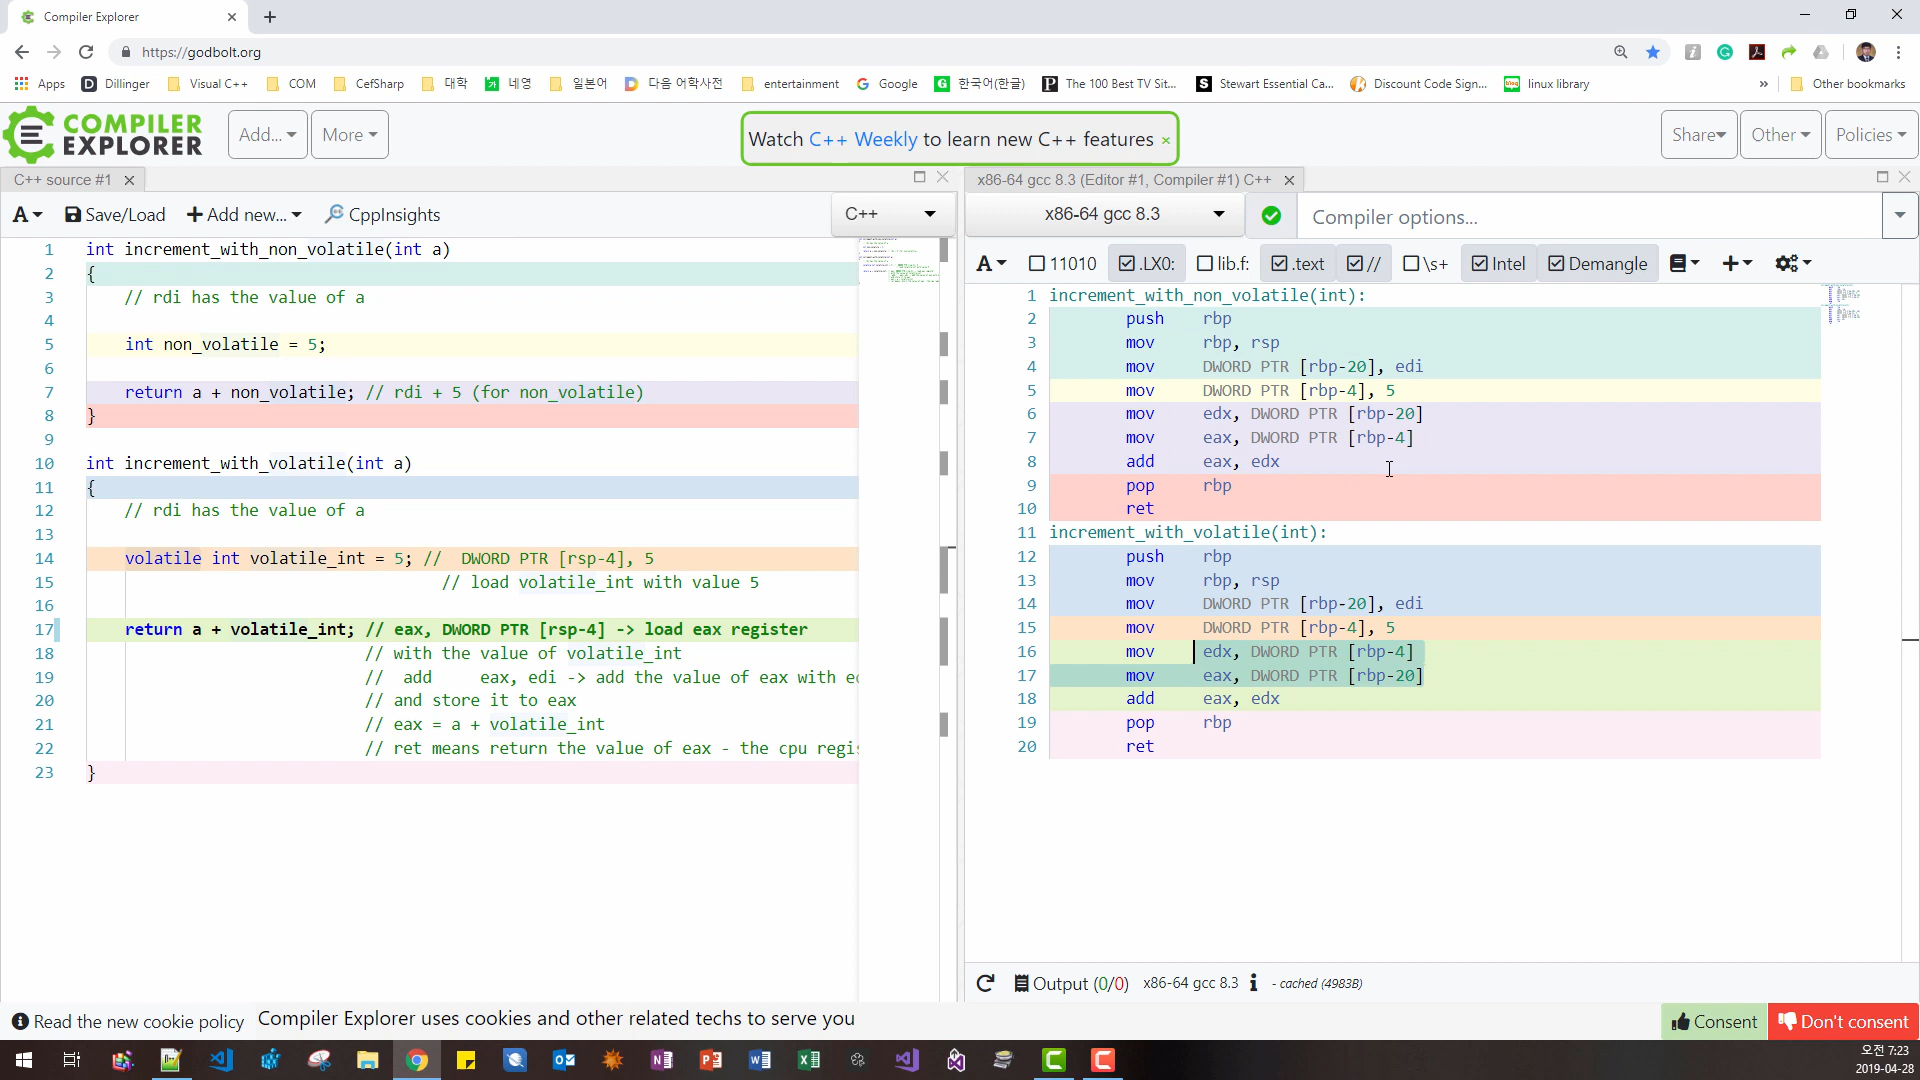 Compiler Explorer
https://godbolt.org
Apps Dillinger Visual C++ COM CefSharp 대학 네영 일본어 다음 어학사전 entertainment Google 한국어(한글) The 100 Best TV Sit... Stewart Essential Ca... Discount Code Sign... linux library » Other bookmarks
COMPILER EXPLORER Add... More Watch C++ Weekly to learn new C++ features × Share Other Policies
C++ source #1
A Save/Load Add new... CppInsights C++
1 int increment_with_non_volatile(int a)
2 {
3 // rdi has the value of a
4
5 int non_volatile = 5;
6
7 return a + non_volatile; // rdi + 5 (for non_volatile)
8 }
9
10 int increment_with_volatile(int a)
11 {
12 // rdi has the value of a
13
14 volatile int volatile_int = 5; // DWORD PTR [rsp-4], 5
15 // load volatile_int with value 5
16
17 return a + volatile_int; // eax, DWORD PTR [rsp-4] -> load eax register
18 // with the value of volatile_int
19 // add eax, edi -> add the value of eax with e
20 // and store it to eax
21 // eax = a + volatile_int
22 // ret means return the value of eax - the cpu regi
23 }
x86-64 gcc 8.3 (Editor #1, Compiler #1) C++
x86-64 gcc 8.3 Compiler options...
A 11010 .LX0: lib.f: .text // \s+ Intel Demangle
1 increment_with_non_volatile(int):
2 push rbp
3 mov rbp, rsp
4 mov DWORD PTR [rbp-20], edi
5 mov DWORD PTR [rbp-4], 5
6 mov edx, DWORD PTR [rbp-20]
7 mov eax, DWORD PTR [rbp-4]
8 add eax, edx
9 pop rbp
10 ret
11 increment_with_volatile(int):
12 push rbp
13 mov rbp, rsp
14 mov DWORD PTR [rbp-20], edi
15 mov DWORD PTR [rbp-4], 5
16 mov edx, DWORD PTR [rbp-4]
17 mov eax, DWORD PTR [rbp-20]
18 add eax, edx
19 pop rbp
20 ret
Output (0/0) x86-64 gcc 8.3 - cached (4983B)
Read the new cookie policy Compiler Explorer uses cookies and other related techs to serve you Consent Don't consent
오전 7:23
2019-04-28